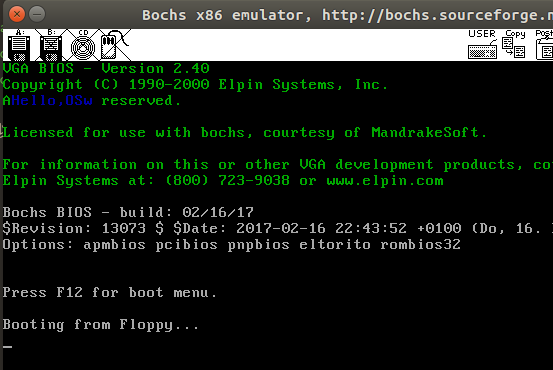 Bochs x86 emulator, http://bochs.sourceforge.n
A: B: CD USER Copy Post
VGA BIOS - Version 2.40
Copyright (C) 1990-2000 Elpin Systems, Inc.
AHello.OSw reserved.
Licensed for use with bochs, courtesy of MandrakeSoft.
For information on this or other VGA development products, co
Elpin Systems at: (800) 723-9038 or www.elpin.com
Bochs BIOS - build: 02/16/17
$Revision: 13073 $ $Date: 2017-02-16 22:43:52 +0100 (Do, 16.
Options: apmbios pcibios pnpbios eltorito rombios32
Press F12 for boot menu.
Booting from Floppy...
_